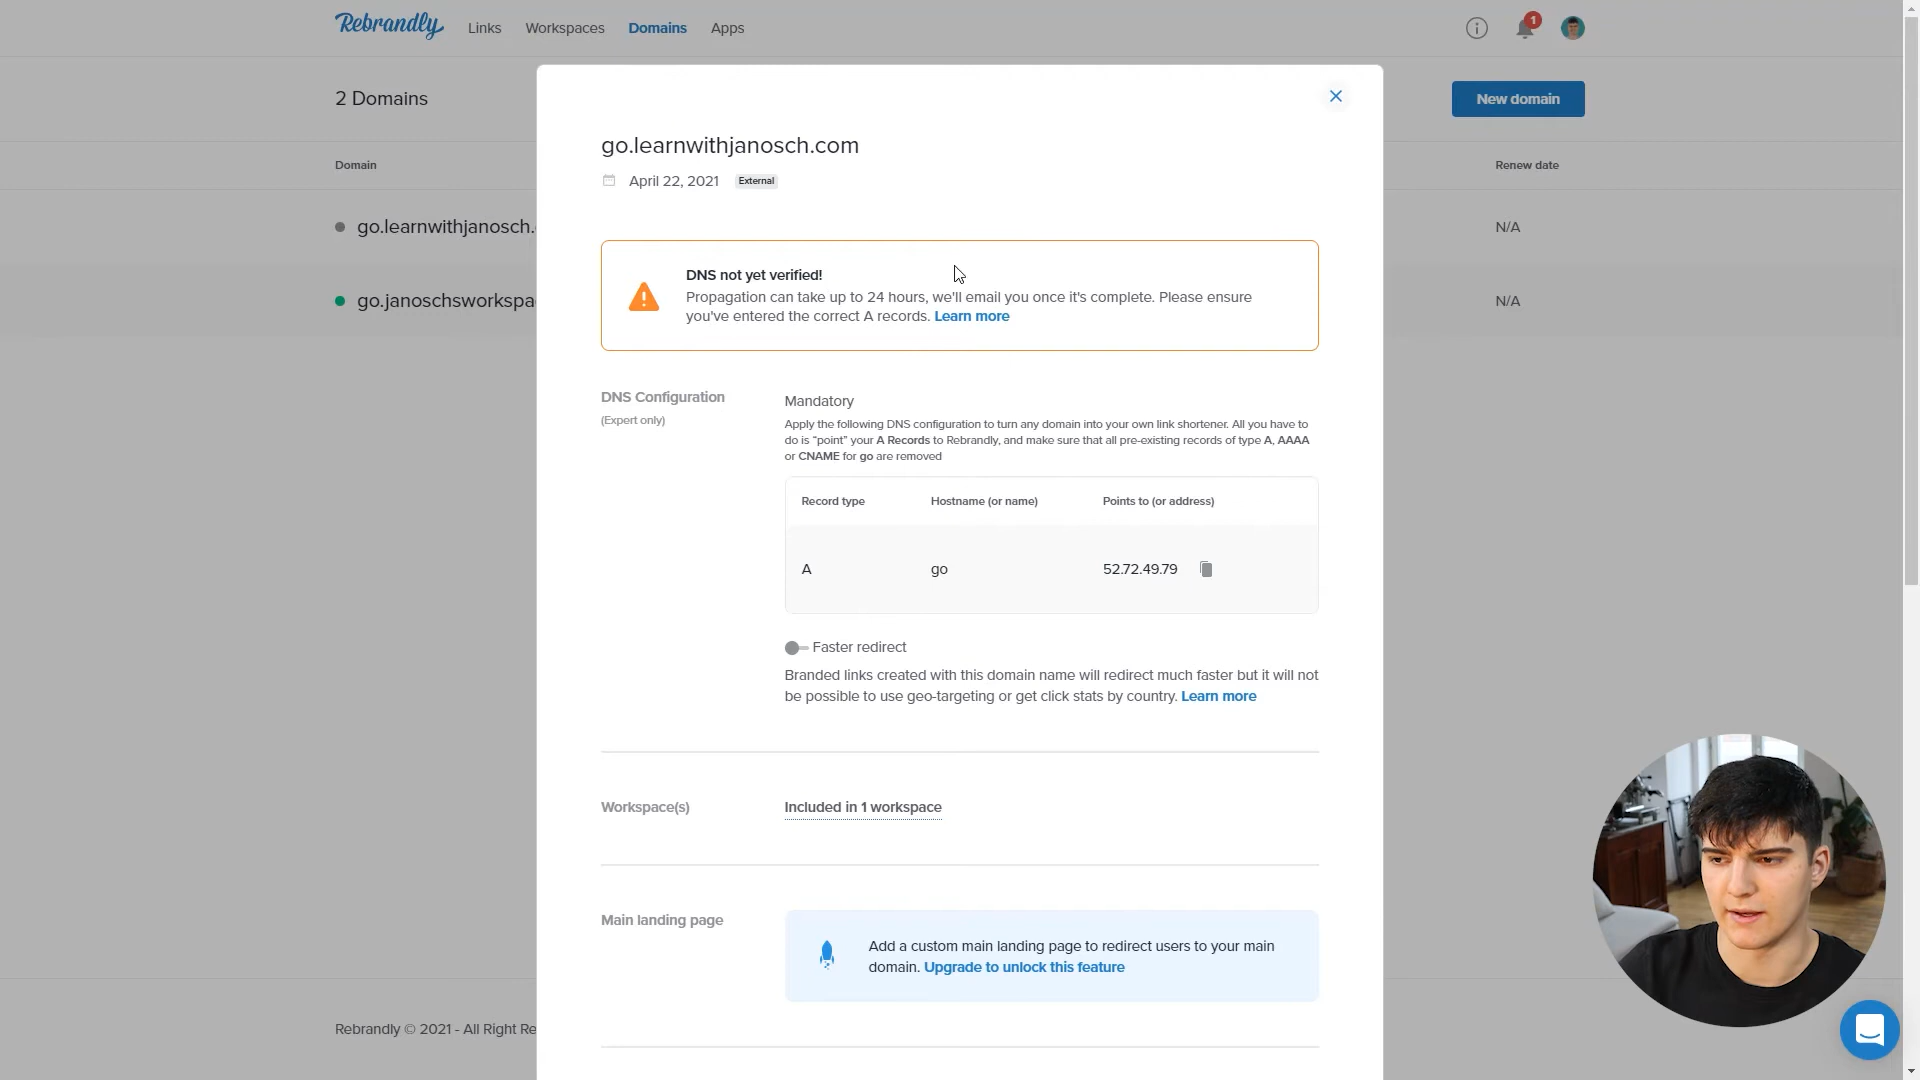 Rebrandly
Links
Workspaces
Domains
Apps
1
2 Domains
New domain
Domain
Renew date
go.learnwithjanosch.
N/A
go.janoschsworkspa
N/A
go.learnwithjanosch.com
April 22, 2021
External
DNS not yet verified!
Propagation can take up to 24 hours, we'll email you once it's complete. Please ensure
you've entered the correct A records. Learn more
DNS Configuration
(Expert only)
Mandatory
Apply the following DNS configuration to turn any domain into your own link shortener. All you have to
do is “point” your A Records to Rebrandly, and make sure that all pre-existing records of type A, AAAA
or CNAME for go are removed
Record type
Hostname (or name)
Points to (or address)
A
go
52.72.49.79
Faster redirect
Branded links created with this domain name will redirect much faster but it will not
be possible to use geo-targeting or get click stats by country. Learn more
Workspace(s)
Included in 1 workspace
Main landing page
Add a custom main landing page to redirect users to your main
domain. Upgrade to unlock this feature
Rebrandly © 2021 - All Right Re